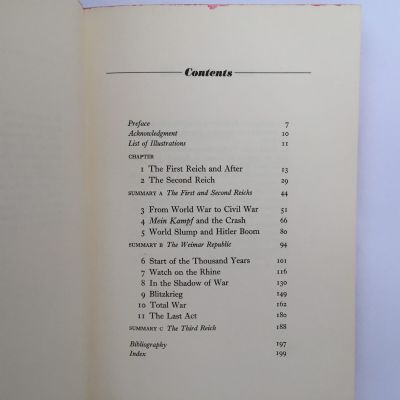 Contents
Preface 7
Acknowledgment 10
List of Illustrations 11
CHAPTER
1 The First Reich and After 13
2 The Second Reich 29
SUMMARY A The First and Second Reichs 44
3 From World War to Civil War 51
4 Mein Kampf and the Crash 66
5 World Slump and Hitler Boom 80
SUMMARY B The Weimar Republic 94
6 Start of the Thousand Years 101
7 Watch on the Rhine 116
8 In the Shadow of War 130
9 Blitzkrieg 149
10 Total War 162
11 The Last Act 180
SUMMARY C The Third Reich 188
Bibliography 197
Index 199